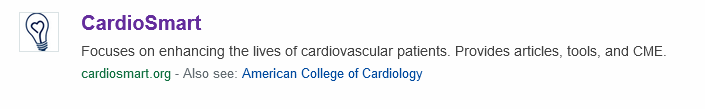 CardioSmart
Focuses on enhancing the lives of cardiovascular patients. Provides articles, tools, and CME.
cardiosmart.org - Also see: American College of Cardiology